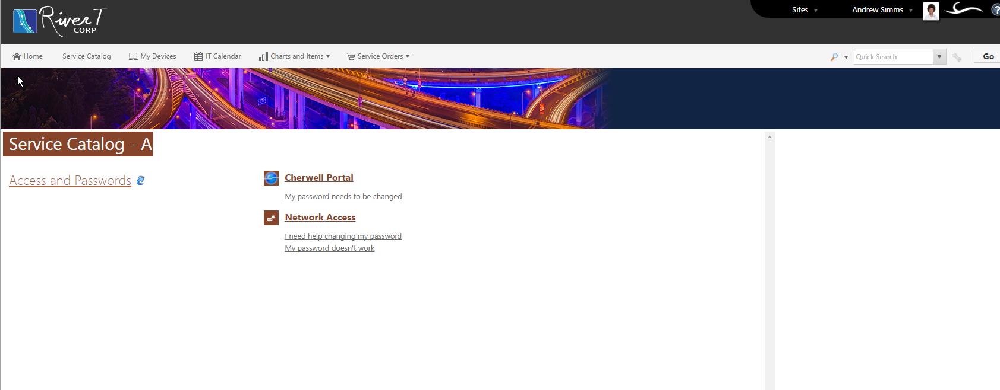 River T
CORP
Sites
Andrew Simms
Home
Service Catalog
My Devices
IT Calendar
Charts and Items
Service Orders
Quick Search
Go
Service Catalog - A
Access and Passwords
Cherwell Portal
My password needs to be changed
Network Access
I need help changing my password
My password doesn't work